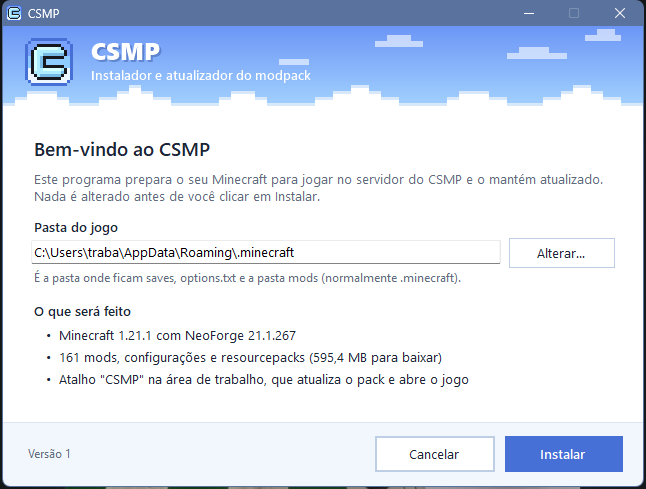 CSMP
CSMP
Instalador e atualizador do modpack
Bem-vindo ao CSMP
Este programa prepara o seu Minecraft para jogar no servidor do CSMP e o mantém atualizado.
Nada é alterado antes de você clicar em Instalar.
Pasta do jogo
C:\Users\traba\AppData\Roaming\.minecraft
Alterar...
É a pasta onde ficam saves, options.txt e a pasta mods (normalmente .minecraft).
O que será feito
• Minecraft 1.21.1 com NeoForge 21.1.267
• 161 mods, configurações e resourcepacks (595,4 MB para baixar)
• Atalho "CSMP" na área de trabalho, que atualiza o pack e abre o jogo
Versão 1
Cancelar
Instalar